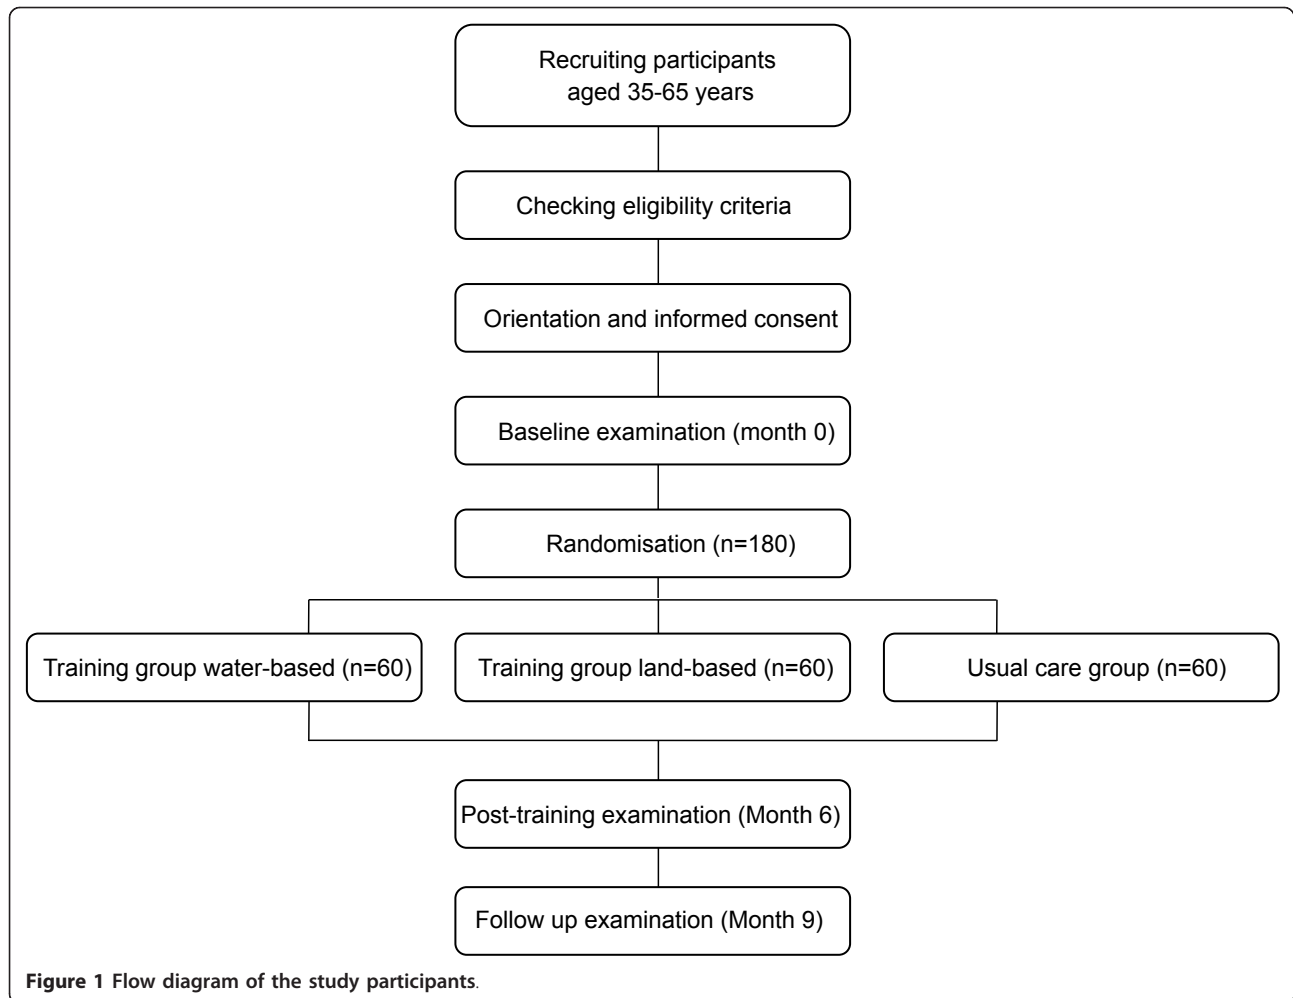 Recruiting participants
aged 35-65 years
Checking eligibility criteria
Orientation and informed consent
Baseline examination (month 0)
Randomisation (n=180)
Training group water-based (n=60)
Training group land-based (n=60)
Usual care group (n=60)
Post-training examination (Month 6)
Follow up examination (Month 9)
Figure 1 Flow diagram of the study participants.